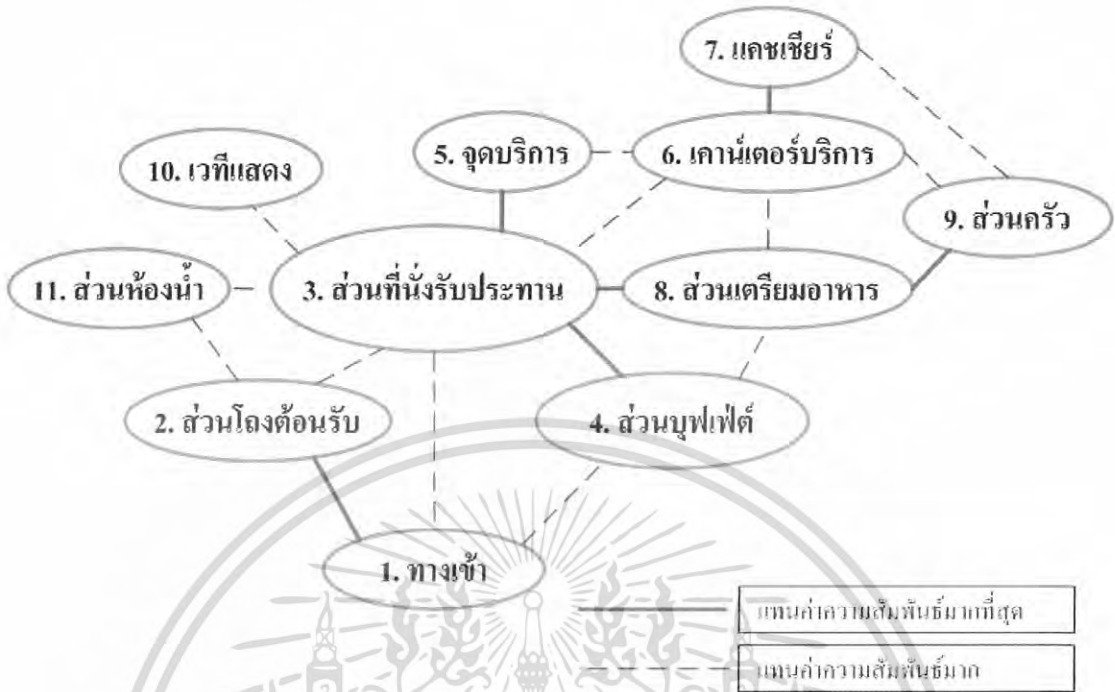 7. แคชเชียร์
5. จุดบริการ
6. เคาน์เตอร์บริการ
10. เวทีแสดง
9. ส่วนครัว
11. ส่วนห้องน้ำ
3. ส่วนที่นั่งรับประทาน
8. ส่วนเตรียมอาหาร
2. ส่วนโถงต้อนรับ
4. ส่วนบุฟเฟ่ต์
1. ทางเข้า
แทนค่าความสัมพันธ์มากที่สุด
แทนค่าความสัมพันธ์มาก